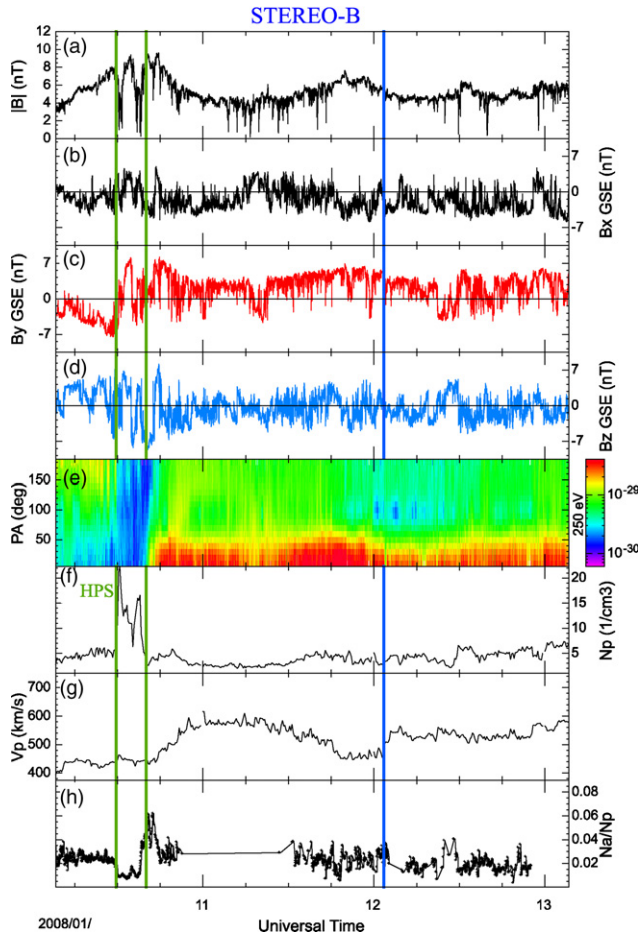 STEREO-B
(a)
|B| (nT)
12
10
8
6
4
2
0
(b)
7
0
-7
Bx GSE (nT)
(c)
By GSE (nT)
7
0
-7
(d)
7
0
-7
Bz GSE (nT)
(e)
PA (deg)
150
100
50
250 eV
10-29
10-30
(f)
HPS
20
15
10
5
Np (1/cm3)
(g)
Vp (km/s)
700
600
500
400
(h)
0.08
0.06
0.04
0.02
Na/Np
11
12
13
2008/01/
Universal Time